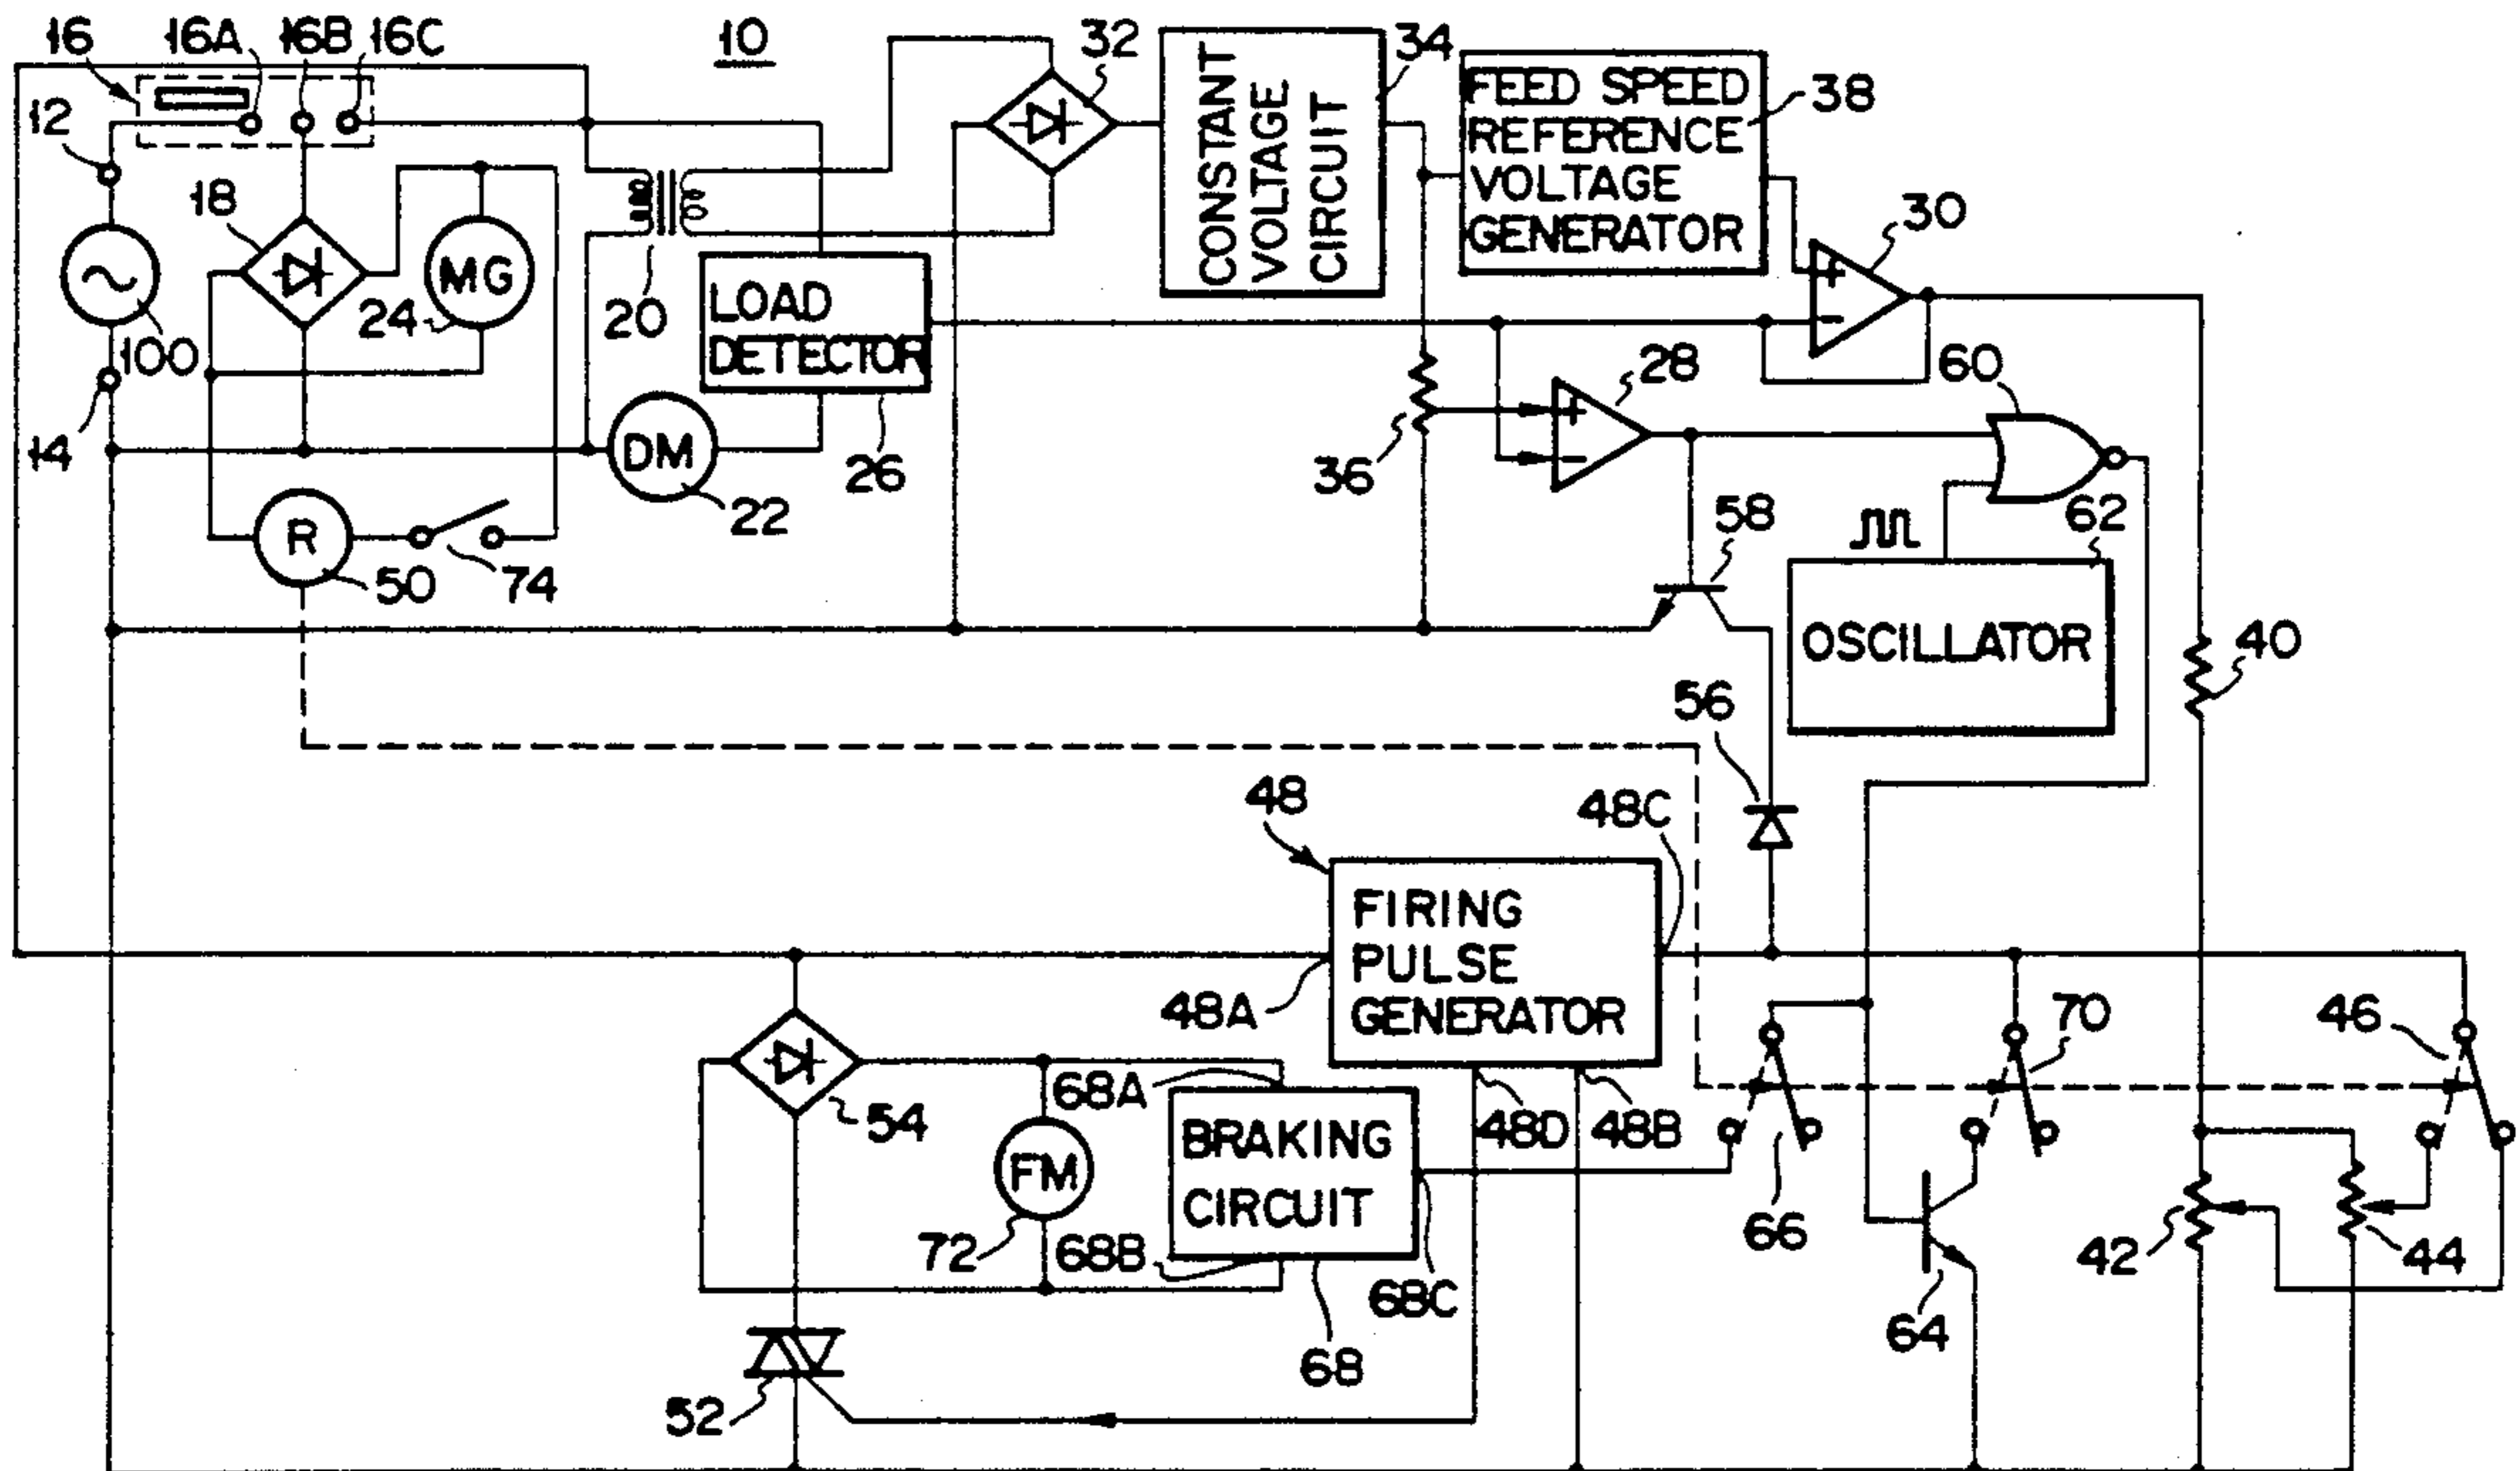 16
16A
16B
16C
10
32
34
12
CONSTANT
VOLTAGE
CIRCUIT
FEED SPEED
REFERENCE
VOLTAGE
GENERATOR
38
18
MG
24
100
20
LOAD
DETECTOR
30
28
60
14
DM
26
36
22
R
50
74
58
62
OSCILLATOR
40
56
48
48C
FIRING
PULSE
GENERATOR
48A
70
46
54
68A
48D
48B
BRAKING
CIRCUIT
FM
72
68B
68C
66
42
44
64
68
52